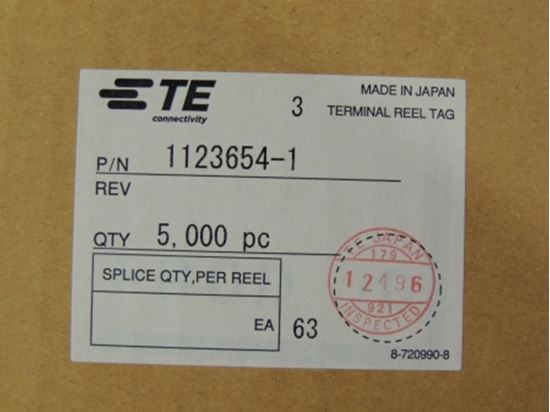 TE
connectivity
3
MADE IN JAPAN
TERMINAL REEL TAG
P/N 1123654-1
REV
QTY 5,000 pc
SPLICE QTY,PER REEL
EA
63
TE JAPAN
179
12496
921
INSPECTED
8-720990-8